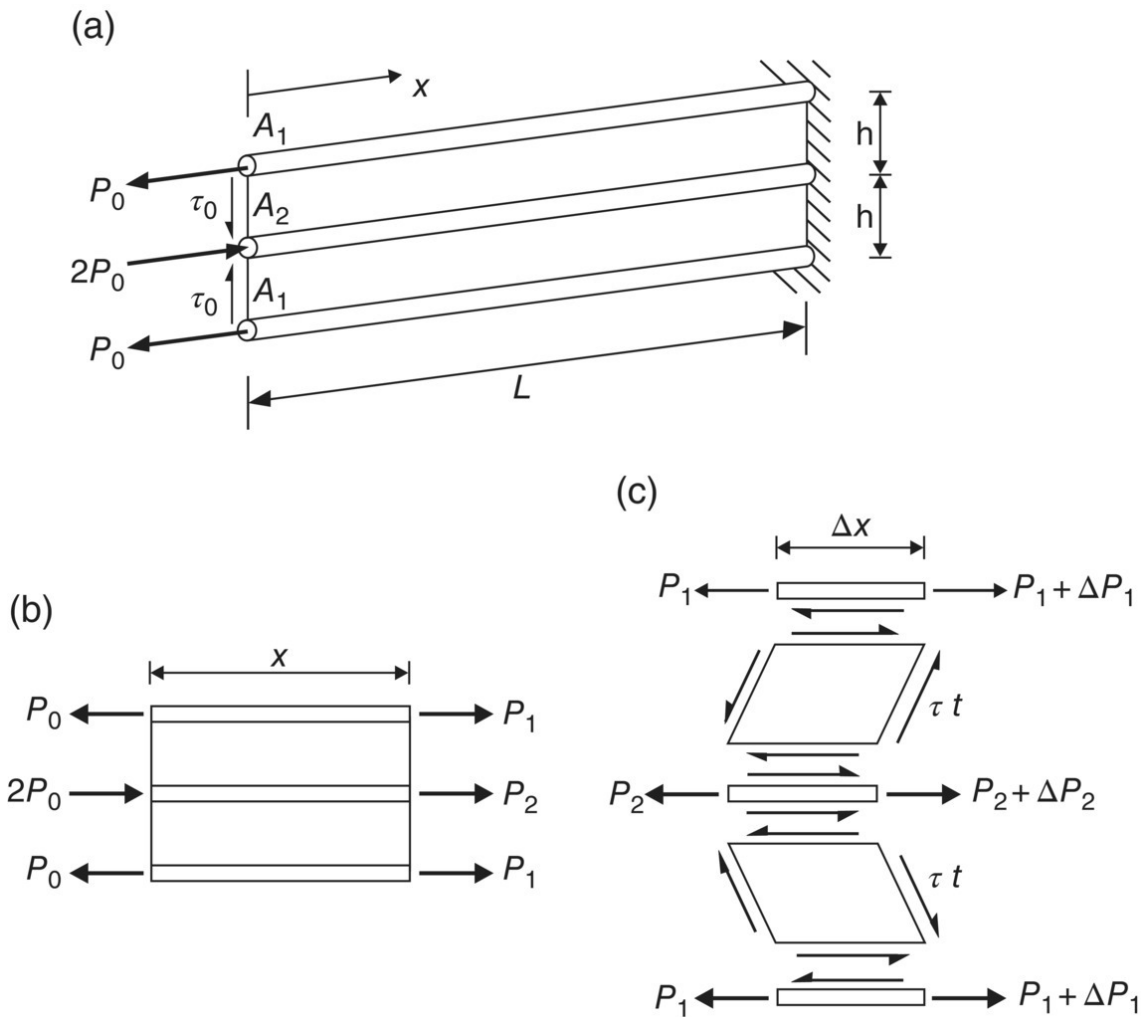 (a)
x
A₁
h
P₀
τ₀
A₂
h
2P₀
τ₀
A₁
P₀
L
(c)
Δx
P₁
P₁ + ΔP₁
(b)
x
τ t
P₀
P₁
2P₀
P₂
P₂
P₂ + ΔP₂
P₀
P₁
τ t
P₁
P₁ + ΔP₁